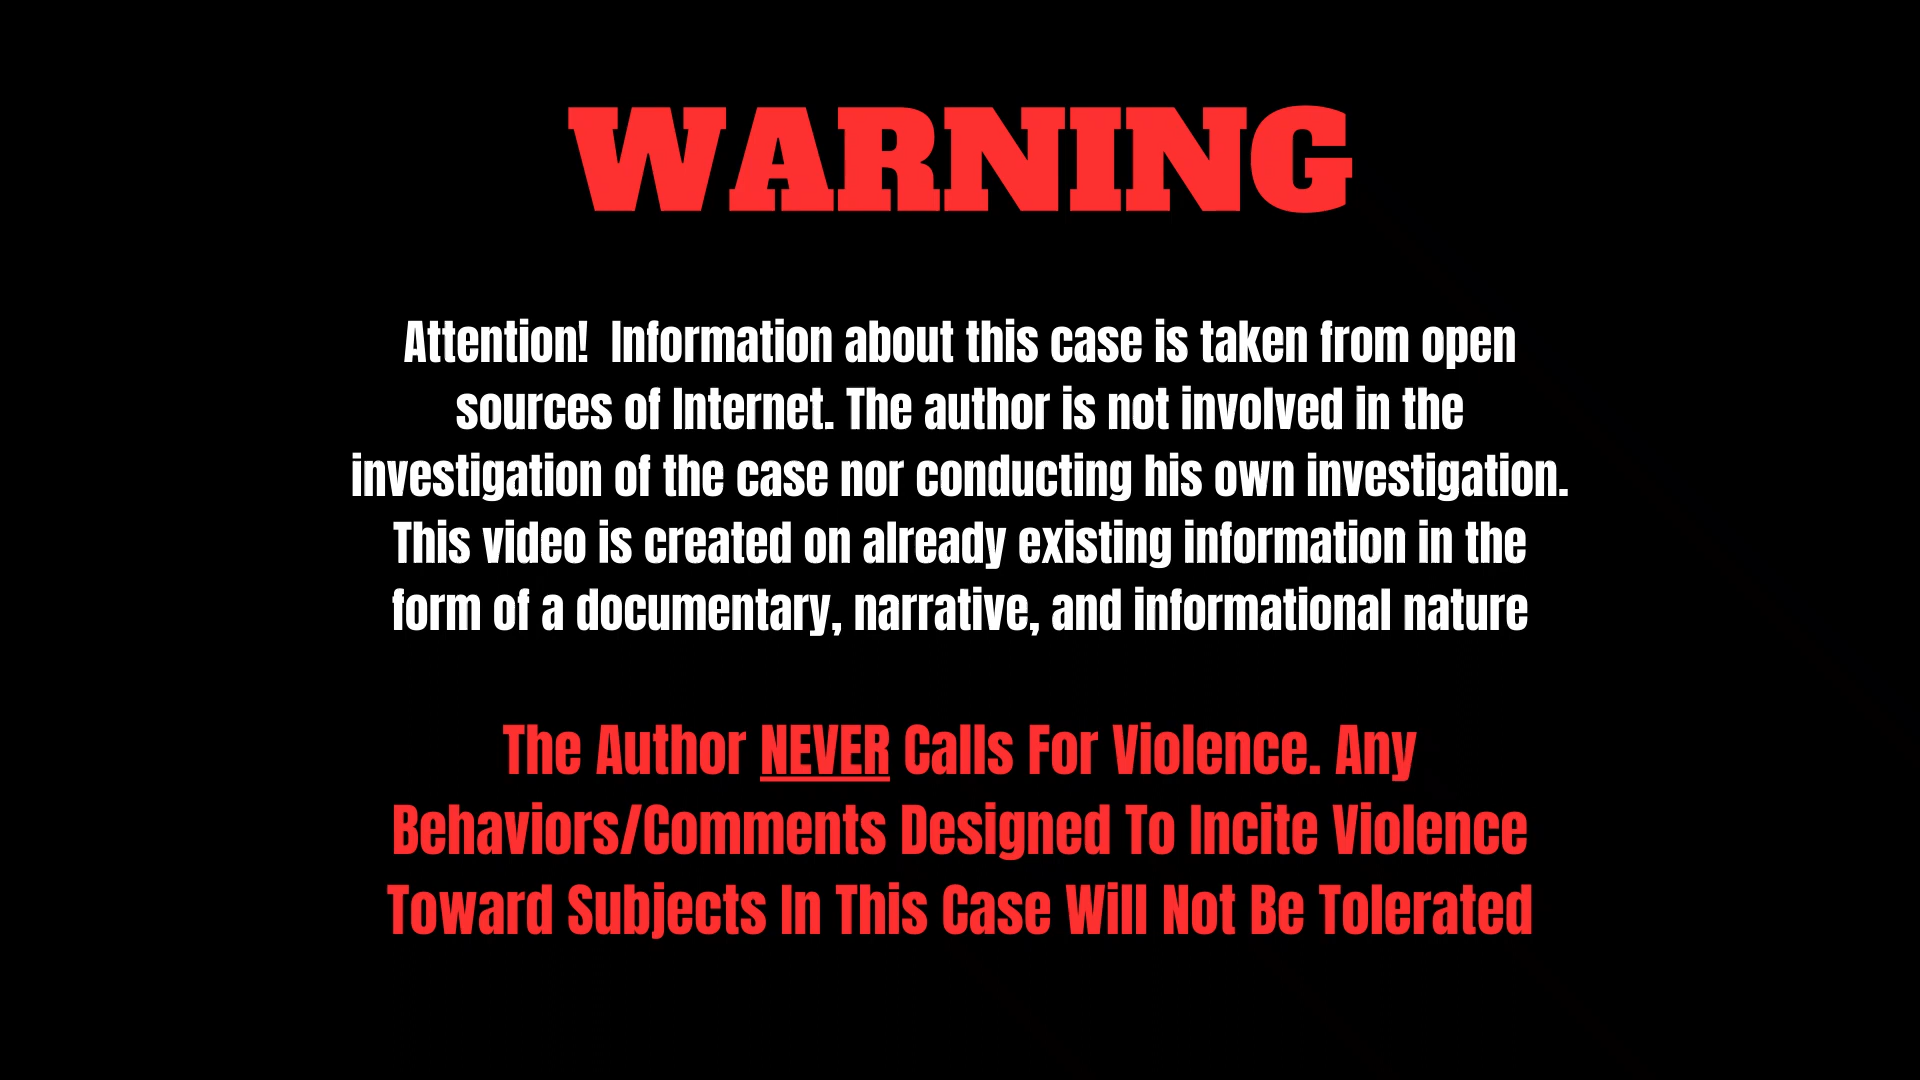 WARNING
Attention!  Information about this case is taken from open
sources of Internet. The author is not involved in the
investigation of the case nor conducting his own investigation.
This video is created on already existing information in the
form of a documentary, narrative, and informational nature
The Author NEVER Calls For Violence. Any
Behaviors/Comments Designed To Incite Violence
Toward Subjects In This Case Will Not Be Tolerated